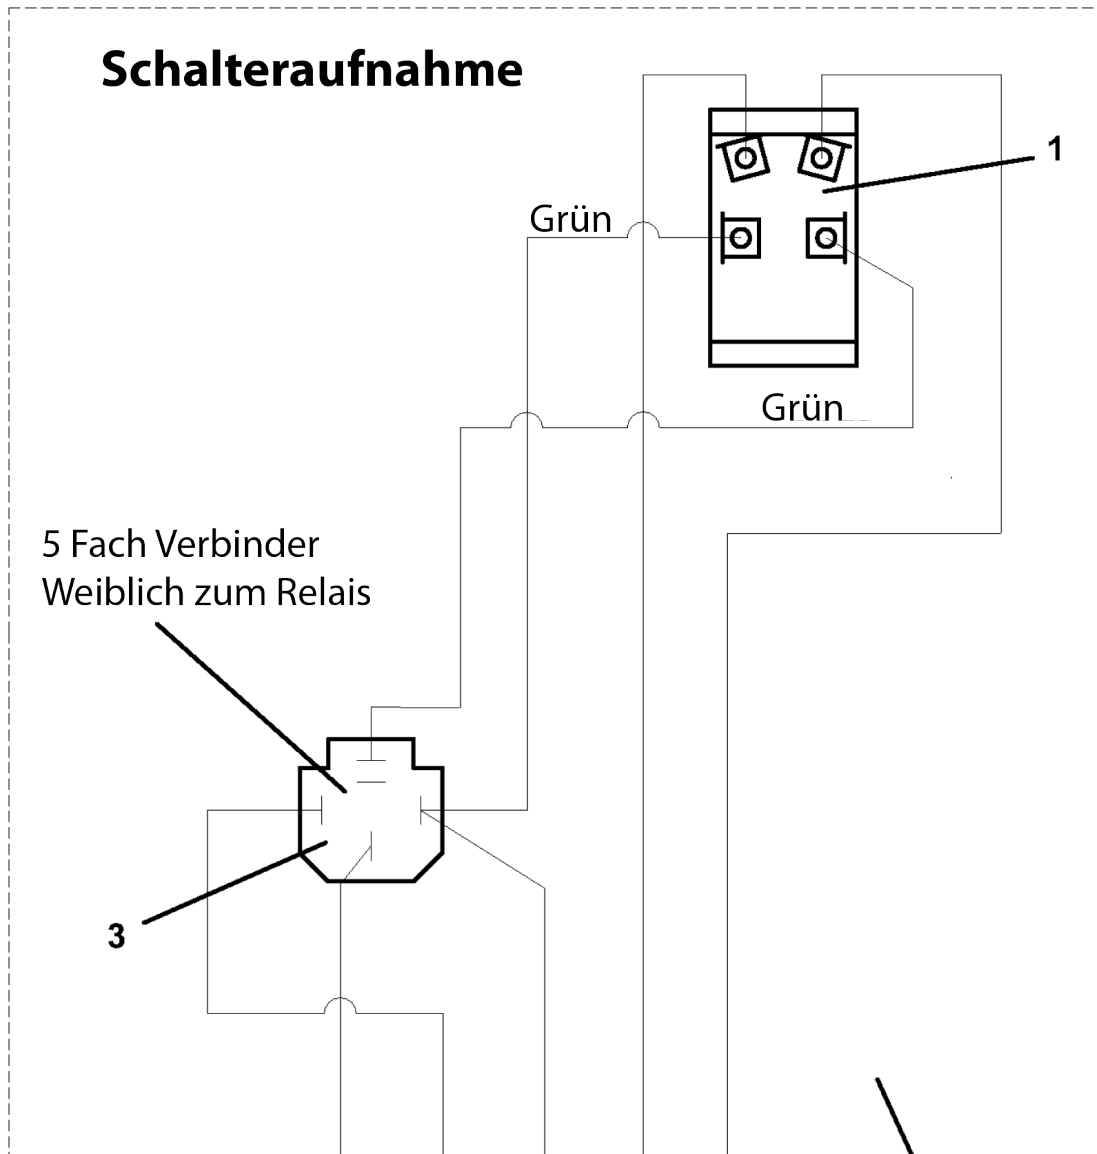 Schalteraufnahme
1
Grün
Grün
5 Fach Verbinder
Weiblich zum Relais
3